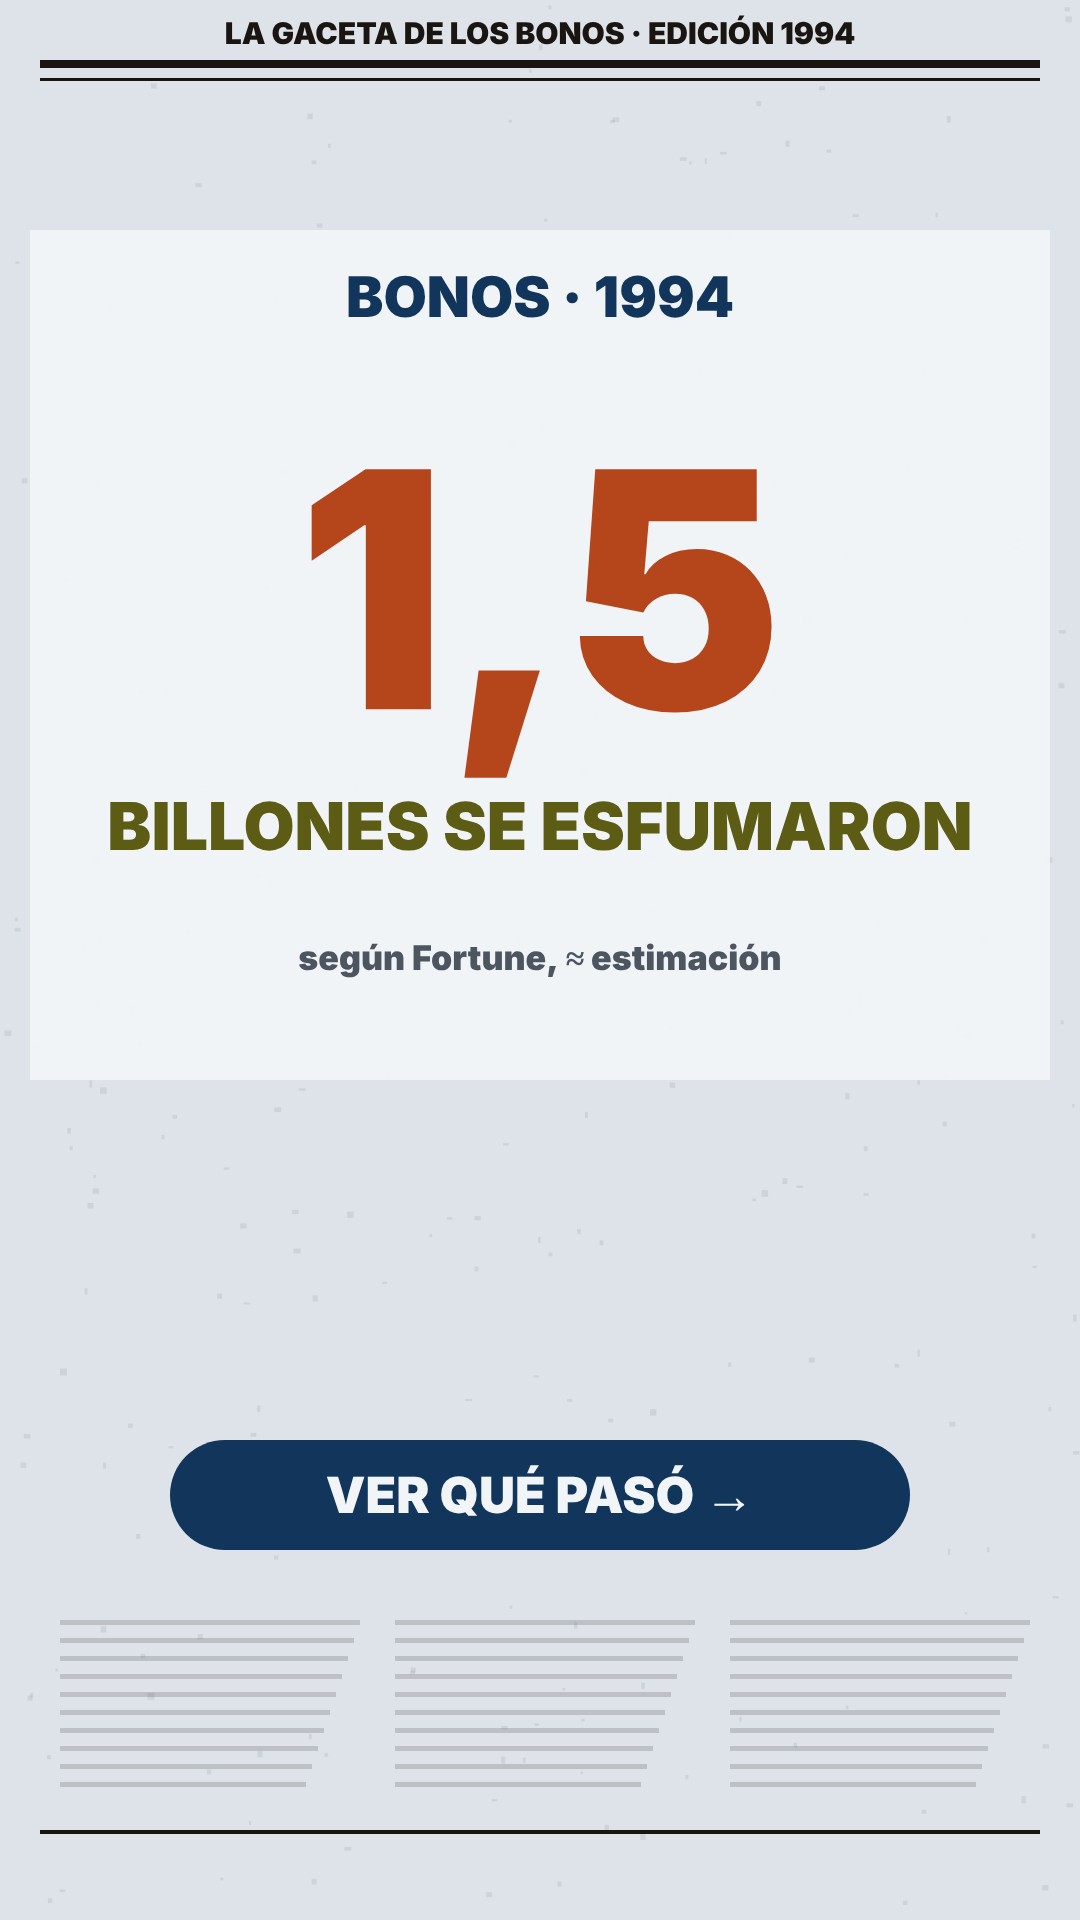 LA GACETA DE LOS BONOS · EDICIÓN 1994
BONOS · 1994
1,5
BILLONES SE ESFUMARON
según Fortune, ≈ estimación
VER QUÉ PASÓ →